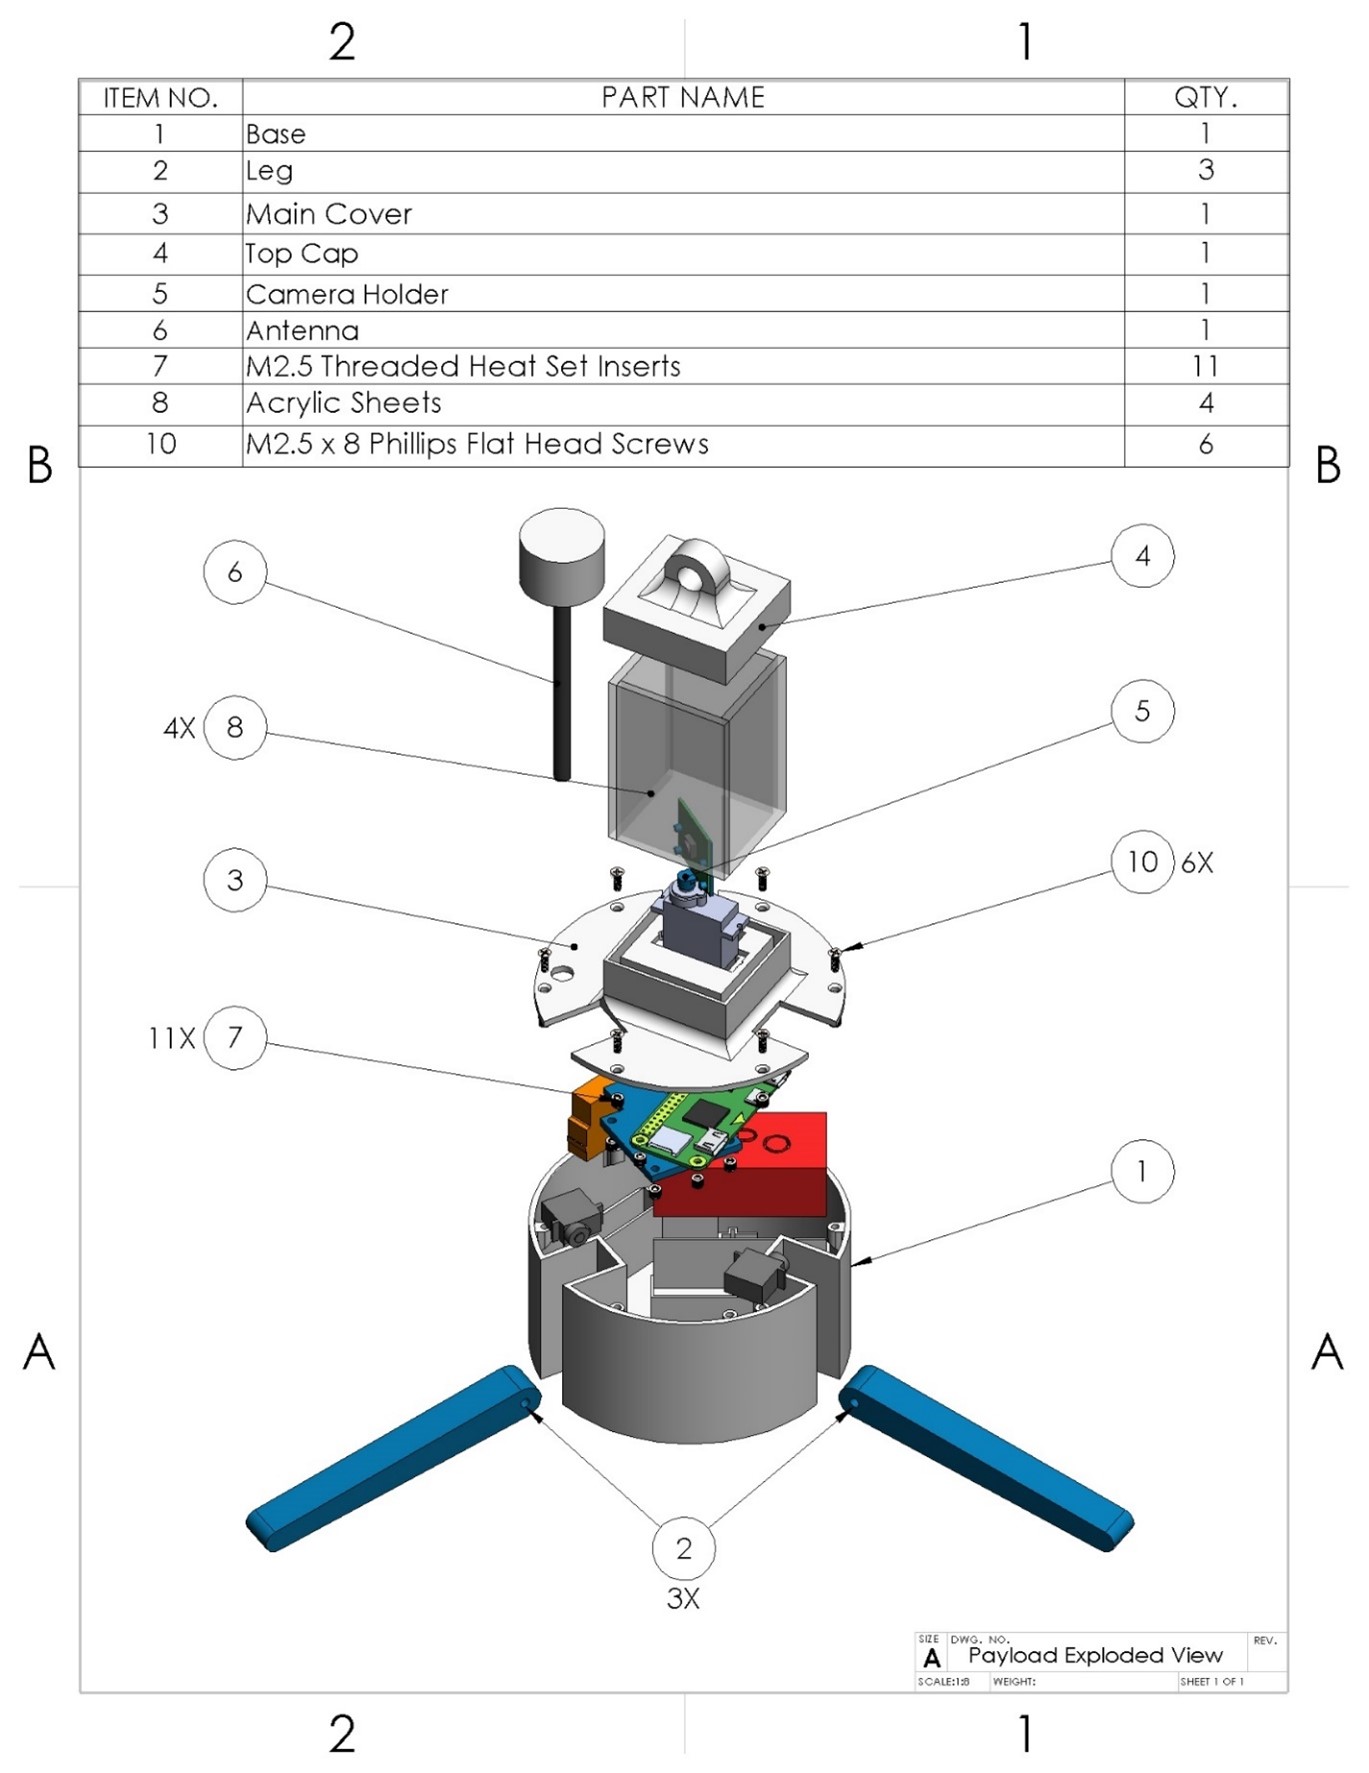 2 1
ITEM NO. PART NAME QTY.
1 Base 1
2 Leg 3
3 Main Cover 1
4 Top Cap 1
5 Camera Holder 1
6 Antenna 1
7 M2.5 Threaded Heat Set Inserts 11
8 Acrylic Sheets 4
10 M2.5 x 8 Phillips Flat Head Screws 6
B B
4
6
5
4X 8
10 6X
3
11X 7
1
A A
2
3X
SIZE DWG. NO. REV.
A Payload Exploded View
SCALE:1:8 WEIGHT: SHEET 1 OF 1
2 1